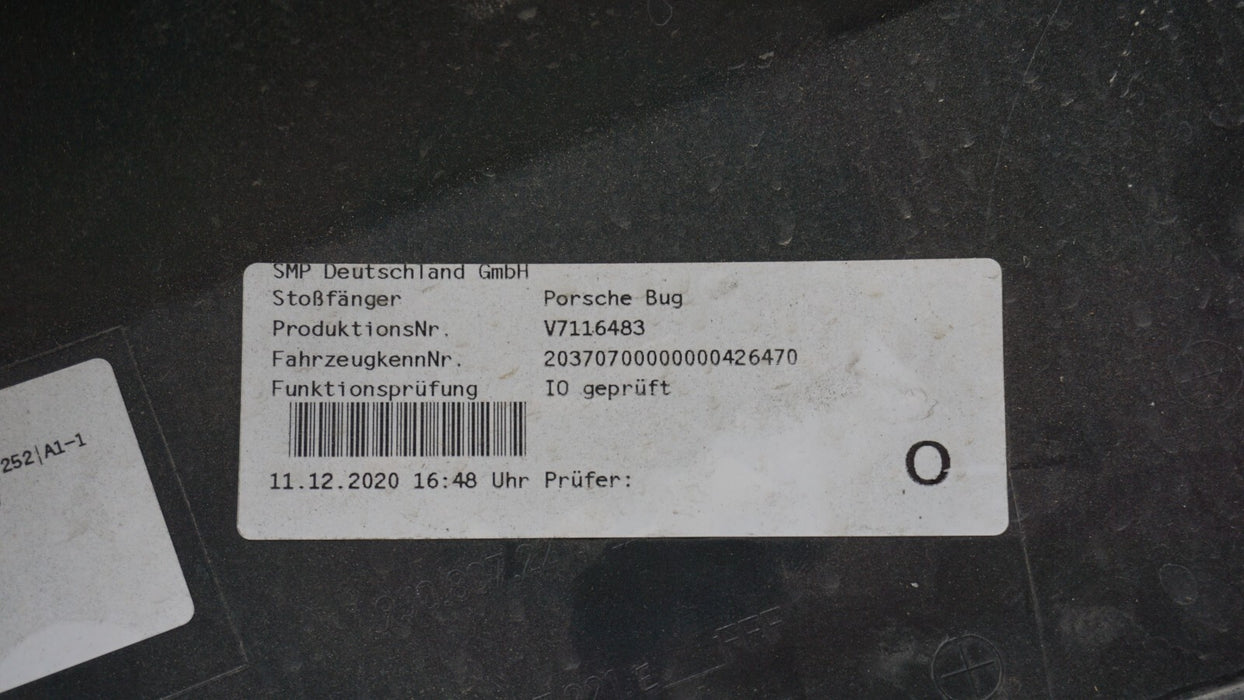 SMP Deutschland GmbH
Stoßfänger Porsche Bug
ProduktionsNr. V7116483
FahrzeugkennNr. 20370700000000426470
Funktionsprüfung IO geprüft
11.12.2020 16:48 Uhr Prüfer:
O
252|A1-1